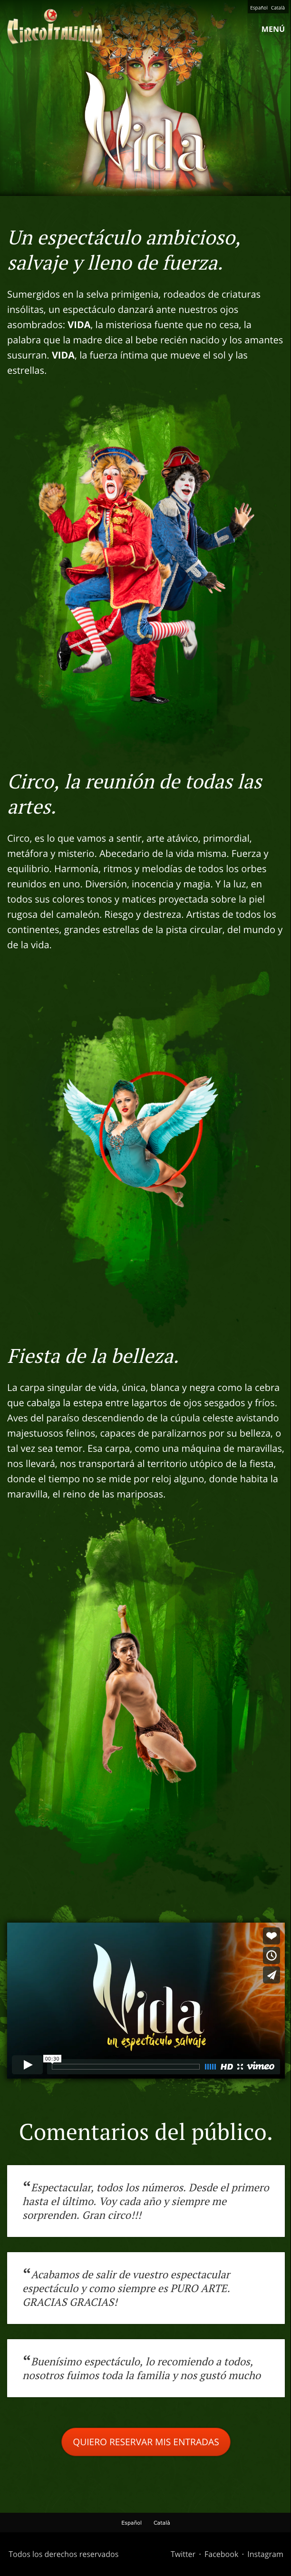 Español Català
CIRCOITALIANO
MENÚ
Vida
Un espectáculo ambicioso,
salvaje y lleno de fuerza.
Sumergidos en la selva primigenia, rodeados de criaturas
insólitas, un espectáculo danzará ante nuestros ojos
asombrados: VIDA, la misteriosa fuente que no cesa, la
palabra que la madre dice al bebe recién nacido y los amantes
susurran. VIDA, la fuerza íntima que mueve el sol y las
estrellas.
Circo, la reunión de todas las
artes.
Circo, es lo que vamos a sentir, arte atávico, primordial,
metáfora y misterio. Abecedario de la vida misma. Fuerza y
equilibrio. Harmonía, ritmos y melodías de todos los orbes
reunidos en uno. Diversión, inocencia y magia. Y la luz, en
todos sus colores tonos y matices proyectada sobre la piel
rugosa del camaleón. Riesgo y destreza. Artistas de todos los
continentes, grandes estrellas de la pista circular, del mundo y
de la vida.
Fiesta de la belleza.
La carpa singular de vida, única, blanca y negra como la cebra
que cabalga la estepa entre lagartos de ojos sesgados y fríos.
Aves del paraíso descendiendo de la cúpula celeste avistando
majestuosos felinos, capaces de paralizarnos por su belleza, o
tal vez sea temor. Esa carpa, como una máquina de maravillas,
nos llevará, nos transportará al territorio utópico de la fiesta,
donde el tiempo no se mide por reloj alguno, donde habita la
maravilla, el reino de las mariposas.
Vida
un espectáculo salvaje
00:30
HD vimeo
Comentarios del público.
“Espectacular, todos los números. Desde el primero
hasta el último. Voy cada año y siempre me
sorprenden. Gran circo!!!
“Acabamos de salir de vuestro espectacular
espectáculo y como siempre es PURO ARTE.
GRACIAS GRACIAS!
“Buenísimo espectáculo, lo recomiendo a todos,
nosotros fuimos toda la familia y nos gustó mucho
QUIERO RESERVAR MIS ENTRADAS
Español Català
Todos los derechos reservados
Twitter · Facebook · Instagram